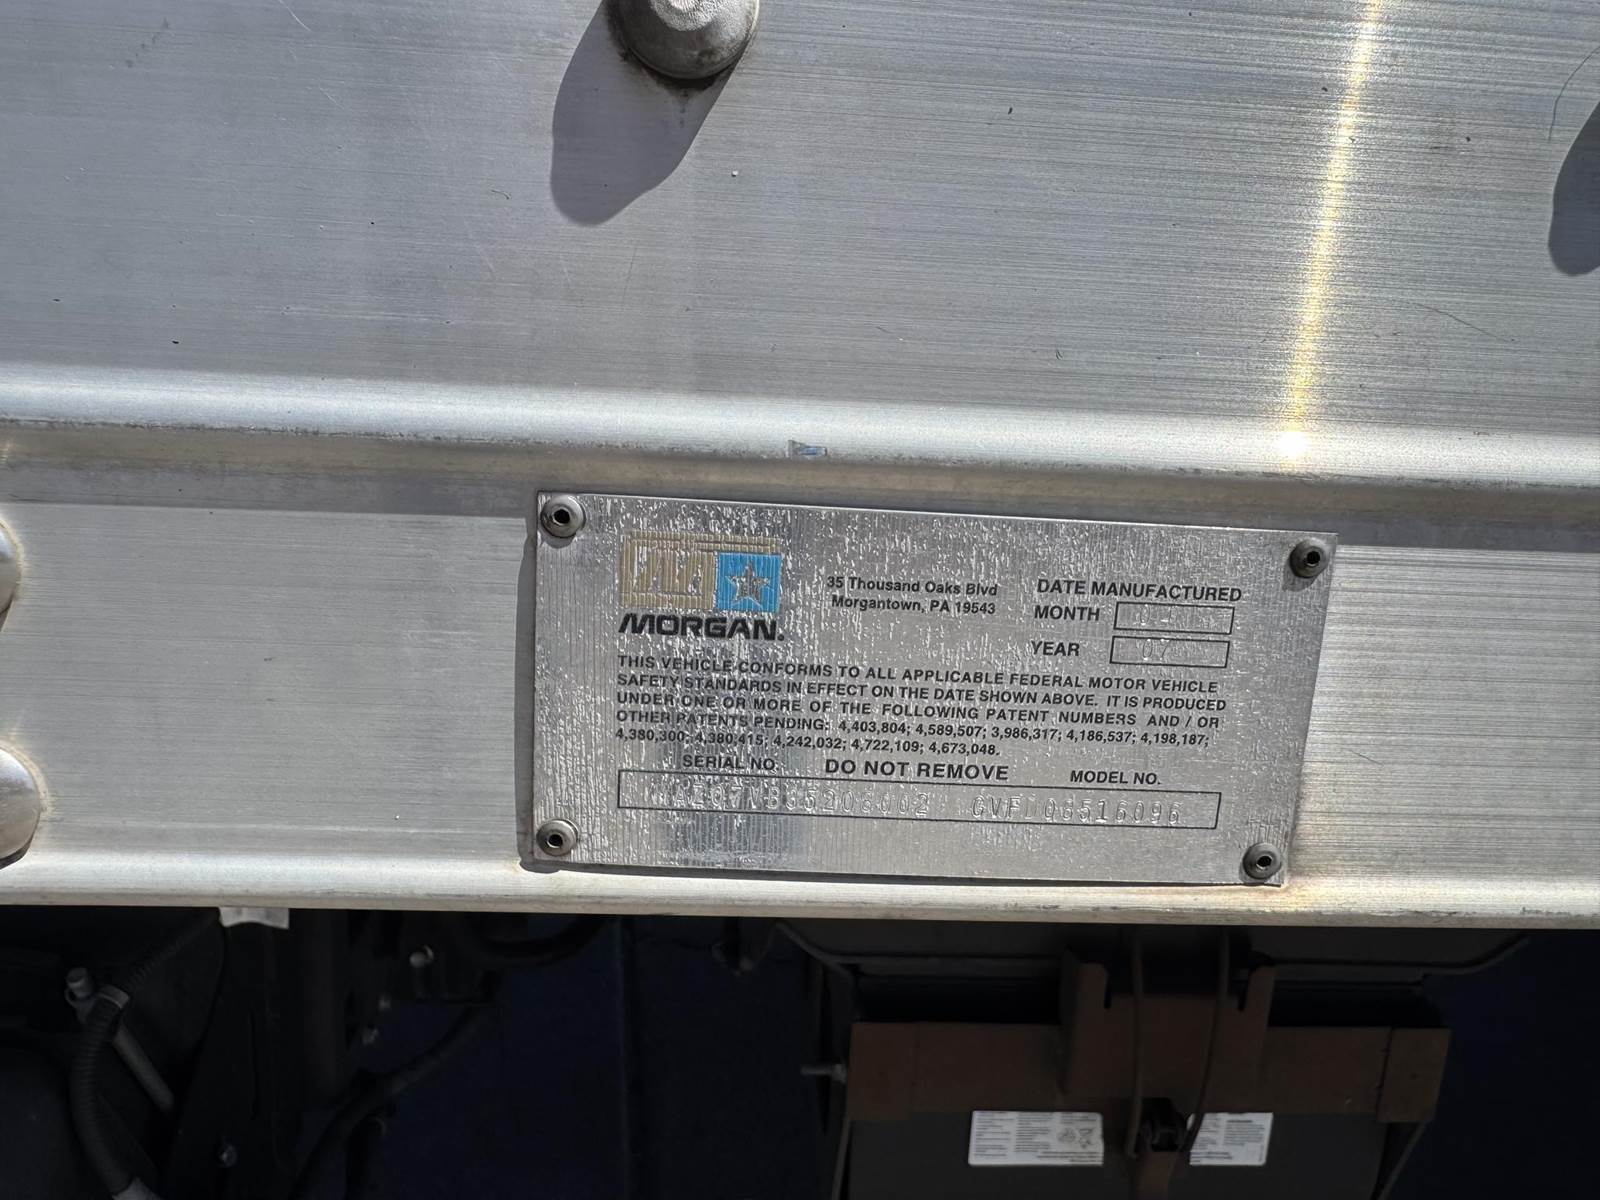 MORGAN.
35 Thousand Oaks Blvd
Morgantown, PA 19543
DATE MANUFACTURED
MONTH
YEAR 07
THIS VEHICLE CONFORMS TO ALL APPLICABLE FEDERAL MOTOR VEHICLE
SAFETY STANDARDS IN EFFECT ON THE DATE SHOWN ABOVE. IT IS PRODUCED
UNDER ONE OR MORE OF THE FOLLOWING PATENT NUMBERS AND / OR
OTHER PATENTS PENDING: 4,403,804; 4,589,507; 3,986,317; 4,186,537; 4,198,187;
4,380,300; 4,380,415; 4,242,032; 4,722,109; 4,673,048.
SERIAL NO. DO NOT REMOVE MODEL NO.
GVFD08516096